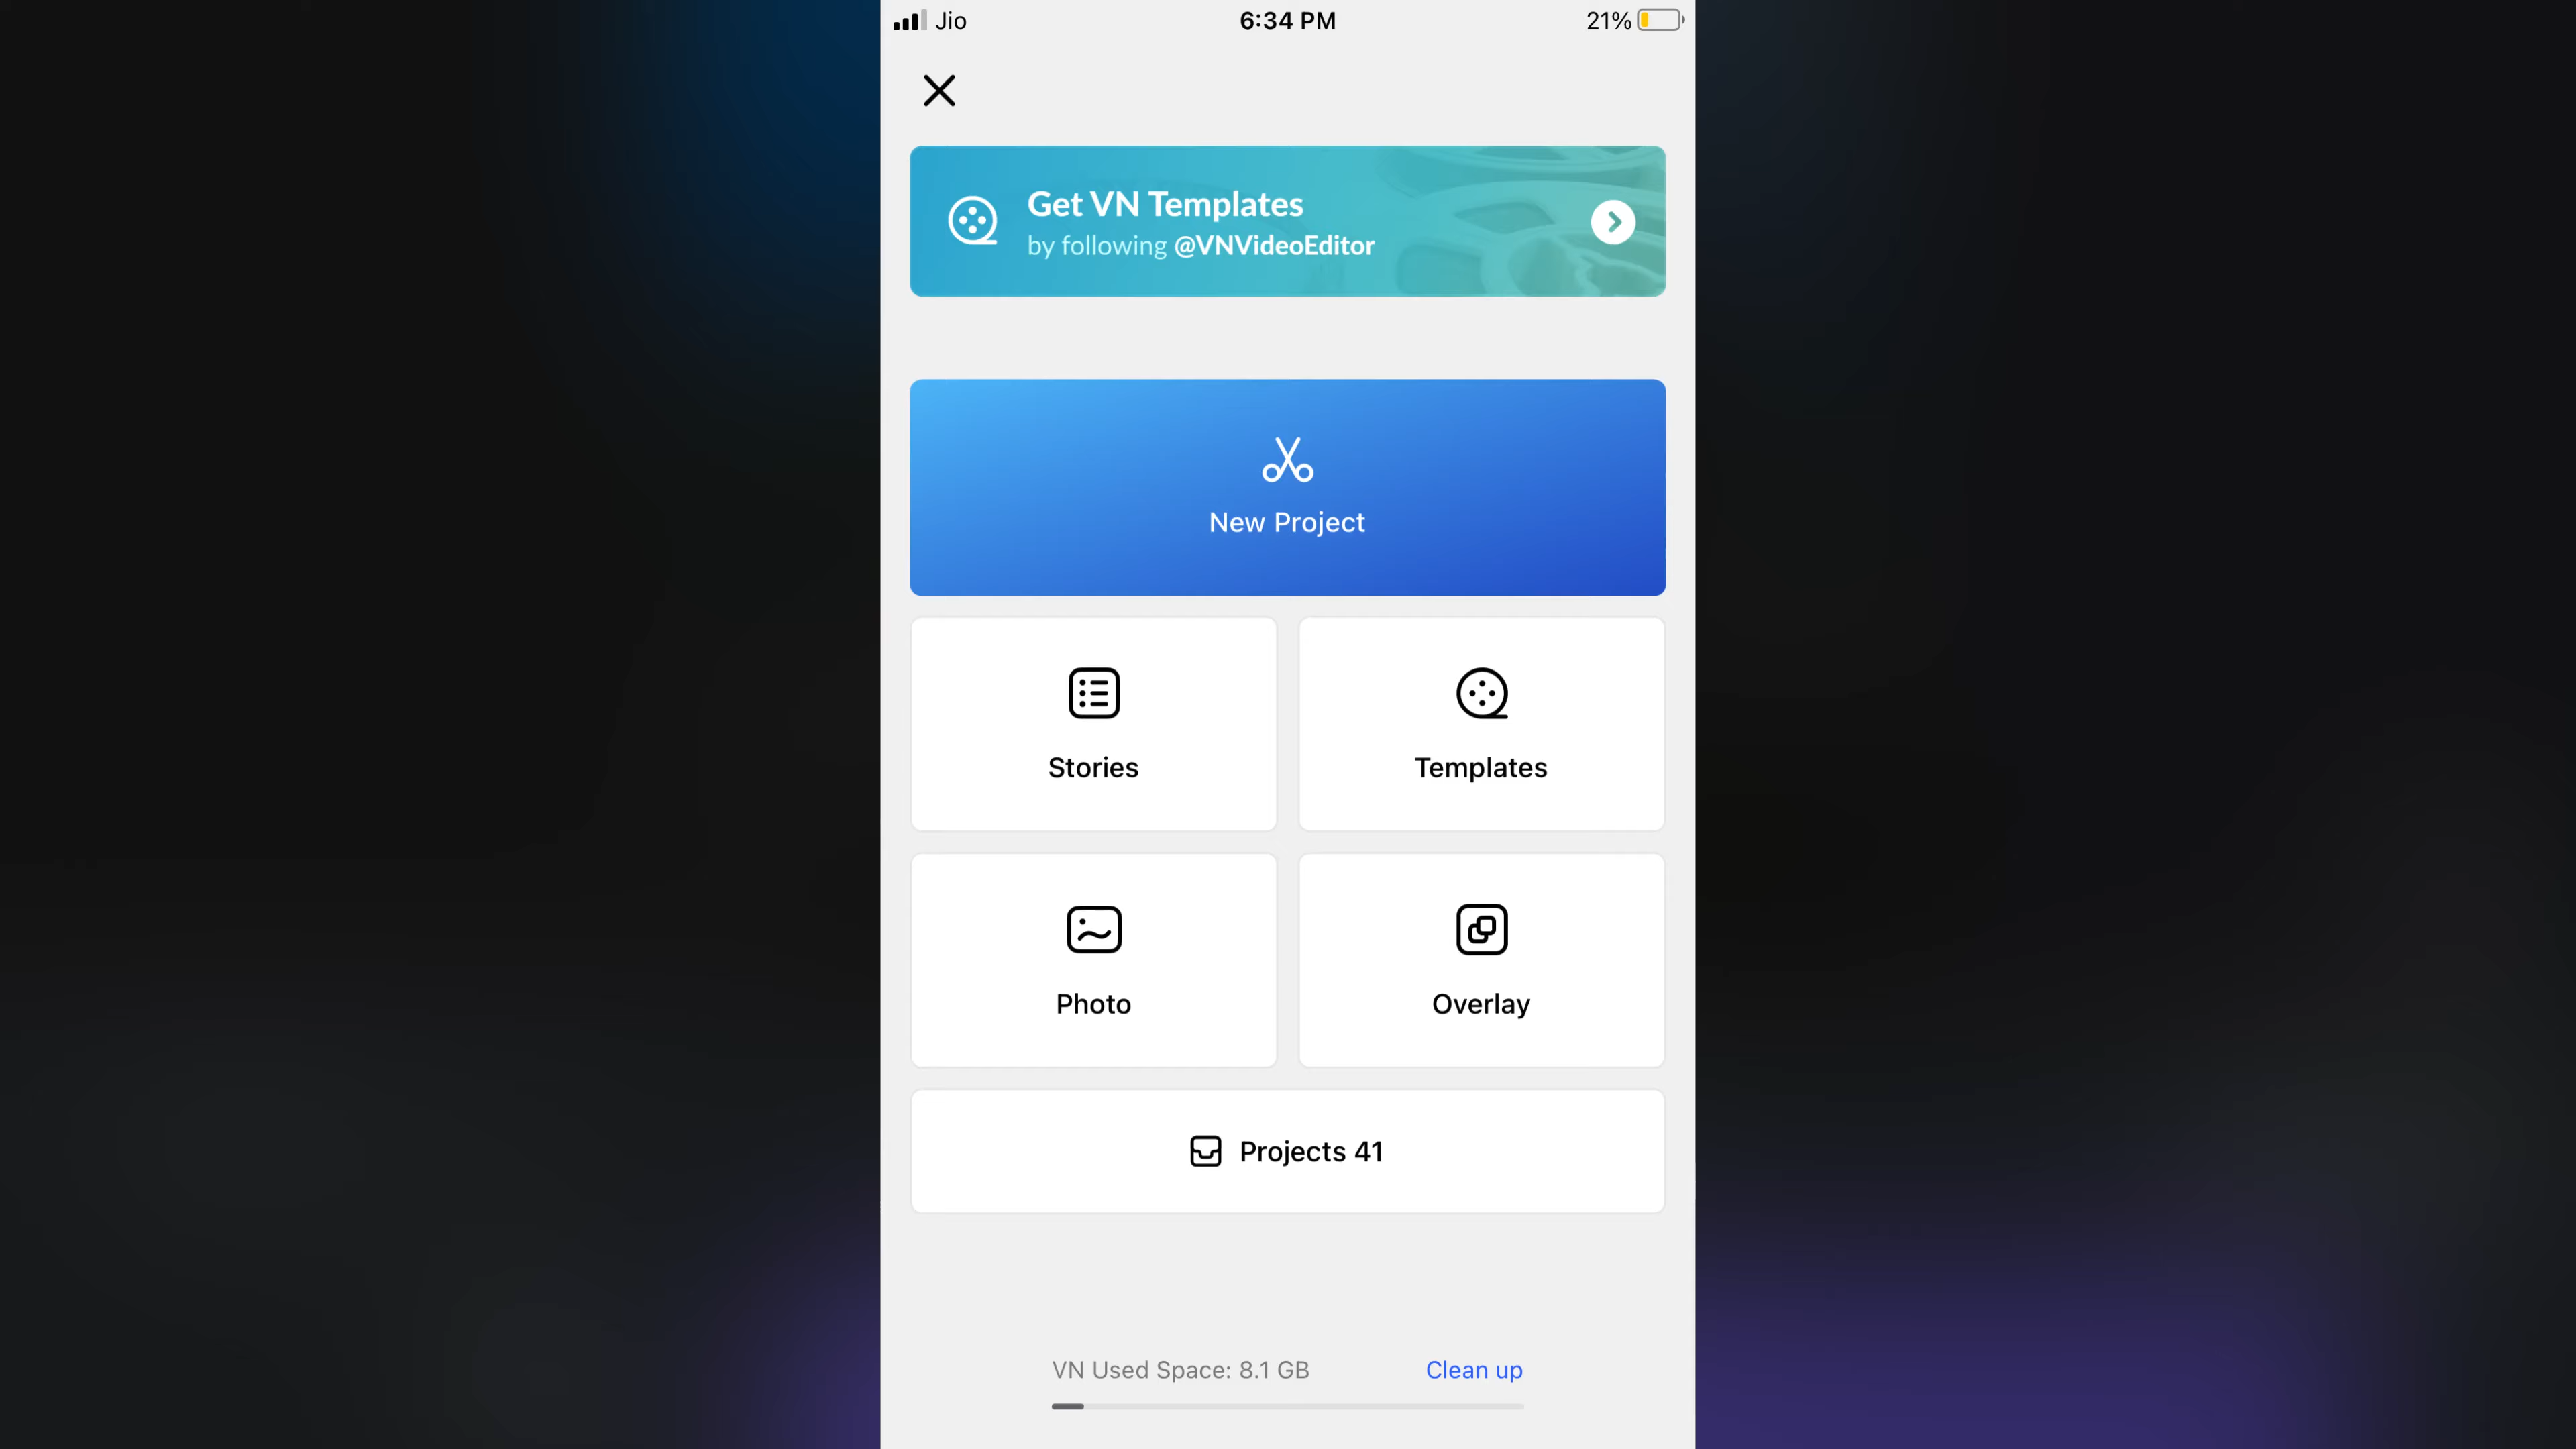 Jio
6:34 PM
21%
Get VN Templates
by following @VNVideoEditor
New Project
Stories
Templates
Photo
Overlay
Projects 41
VN Used Space: 8.1 GB
Clean up